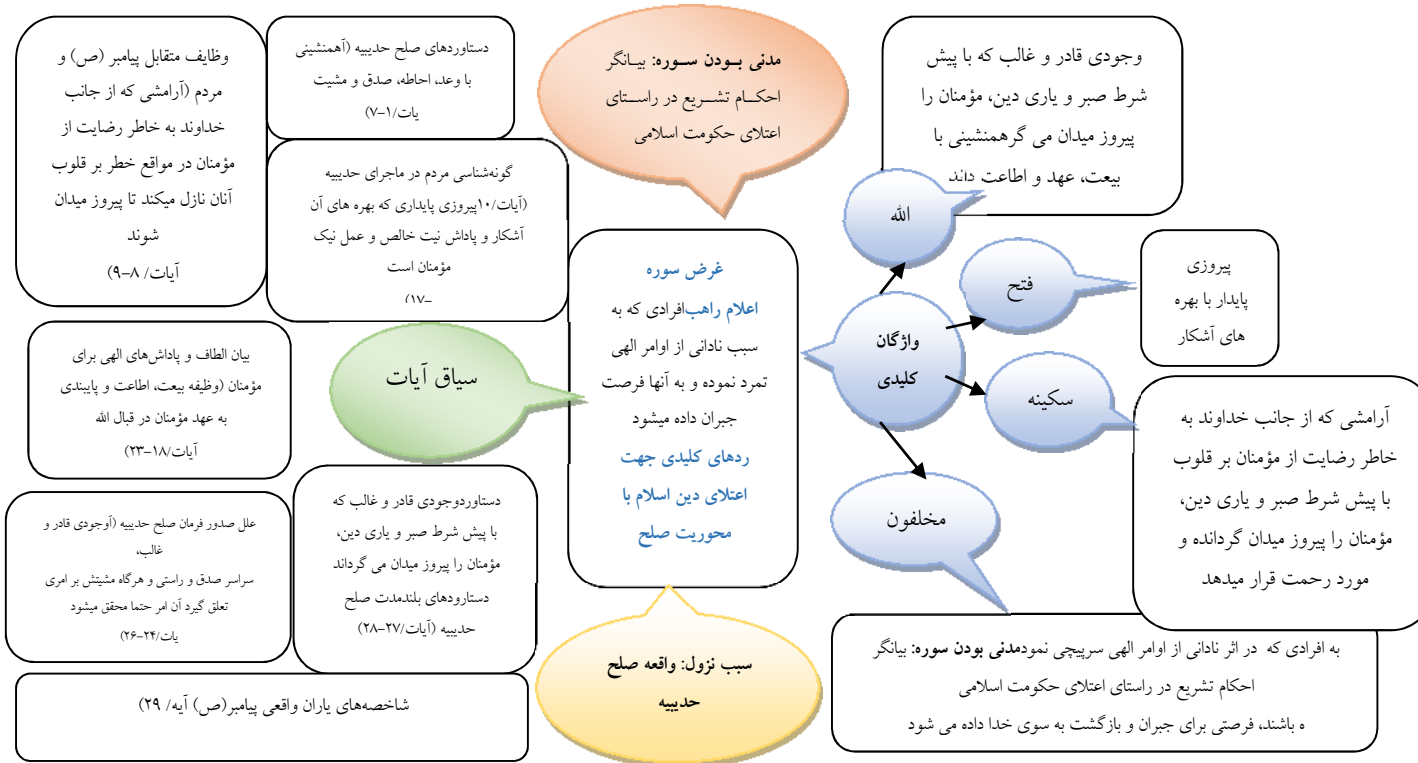 وجودی قادر و غالب که با پیش
شرط صبر و یاری دین، مؤمنان را
پیروز میدان می گرهمنشینی با
بیعت، عهد و اطاعت داند
الله
فتح
پیروزی
پایدار با بهره
های آشکار
واژگان
کلیدی
سکینه
آرامشی که از جانب خداوند به
خاطر رضایت از مؤمنان بر قلوب
با پیش شرط صبر و یاری دین،
مؤمنان را پیروز میدان گردانده و
مورد رحمت قرار میدهد
مخلفون
به افرادی که در اثر نادانی از اوامر الهی سرپیچی نمودمدنی بودن سوره: بیانگر
احکام تشریع در راستای اعتلای حکومت اسلامی
ه باشند، فرصتی برای جبران و بازگشت به سوی خدا داده می شود
مدنی بودن سوره: بیانگر
احکام تشریع در راستای
اعتلای حکومت اسلامی
غرض سوره
اعلام راهبافرادی که به
سبب نادانی از اوامر الهی
تمرد نموده و به آنها فرصت
جبران داده میشود
ردهای کلیدی جهت
اعتلای دین اسلام با
محوریت صلح
سبب نزول: واقعه صلح
حدیبیه
سیاق آیات
دستاوردهای صلح حدیبیه (آهمنشینی
با وعد، احاطه، صدق و مشیت
یات/۱-۷)
وظایف متقابل پیامبر (ص) و
مردم (آرامشی که از جانب
خداوند به خاطر رضایت از
مؤمنان در مواقع خطر بر قلوب
آنان نازل میکند تا پیروز میدان
شوند
آیات/ ۸-۹)
گونه‌شناسی مردم در ماجرای حدیبیه
(آیات/۱۰پیروزی پایداری که بهره های آن
آشکار و پاداش نیت خالص و عمل نیک
مؤمنان است
-۱۷)
بیان الطاف و پاداش‌های الهی برای
مؤمنان (وظیفه بیعت، اطاعت و پایبندی
به عهد مؤمنان در قبال الله
آیات/۱۸-۲۳)
علل صدور فرمان صلح حدیبیه (آوجودی قادر و
غالب،
سراسر صدق و راستی و هرگاه مشیتش بر امری
تعلق گیرد آن امر حتما محقق میشود
یات/۲۴-۲۶)
دستاوردوجودی قادر و غالب که
با پیش شرط صبر و یاری دین،
مؤمنان را پیروز میدان می گرداند
دستارودهای بلندمدت صلح
حدیبیه (آیات/۲۷-۲۸)
شاخصه‌های یاران واقعی پیامبر(ص) آیه/ ۲۹)